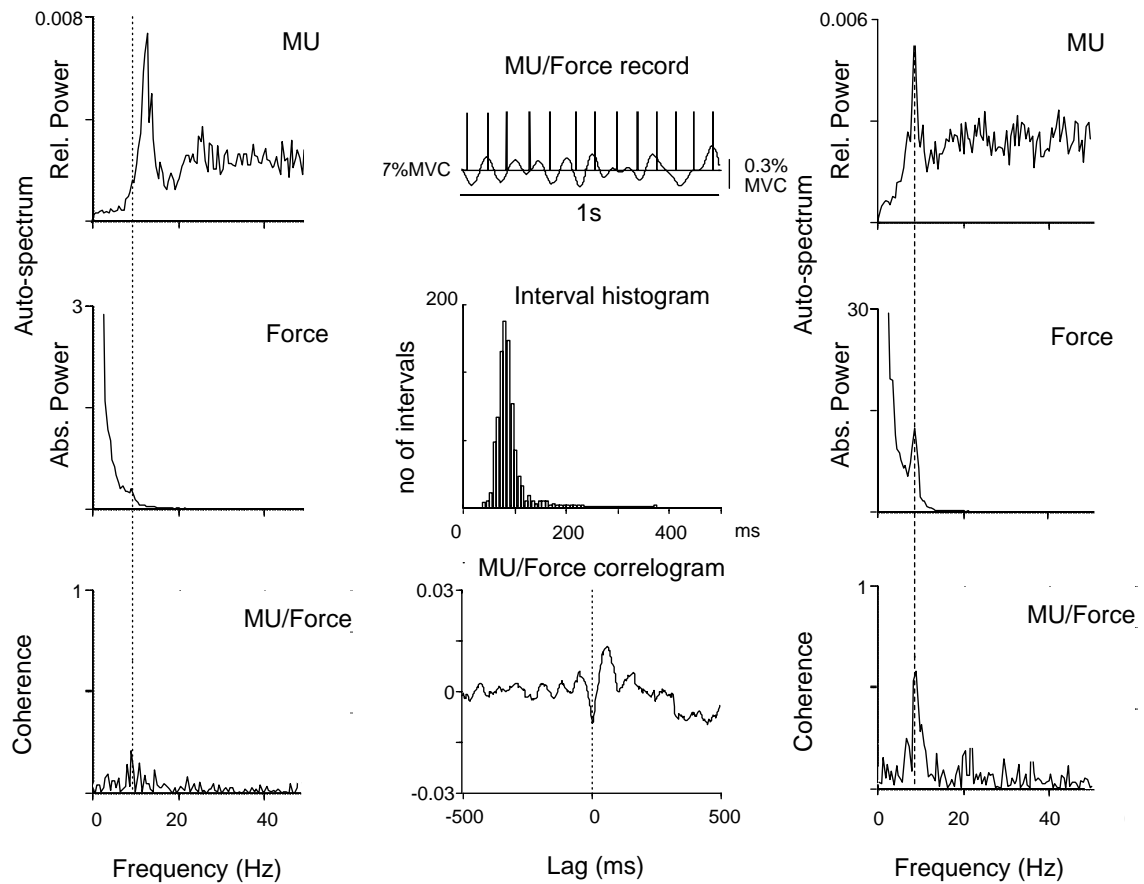 0.008
MU
Rel. Power
Auto-spectrum
3
Force
Abs. Power
1
MU/Force
Coherence
0 20 40
Frequency (Hz)
MU/Force record
7%MVC
0.3%
MVC
1s
Interval histogram
200
no of intervals
0 200 400 ms
MU/Force correlogram
0.03
0
-0.03
-500 0 500
Lag (ms)
0.006
MU
Rel. Power
Auto-spectrum
30
Force
Abs. Power
1
MU/Force
Coherence
0 20 40
Frequency (Hz)